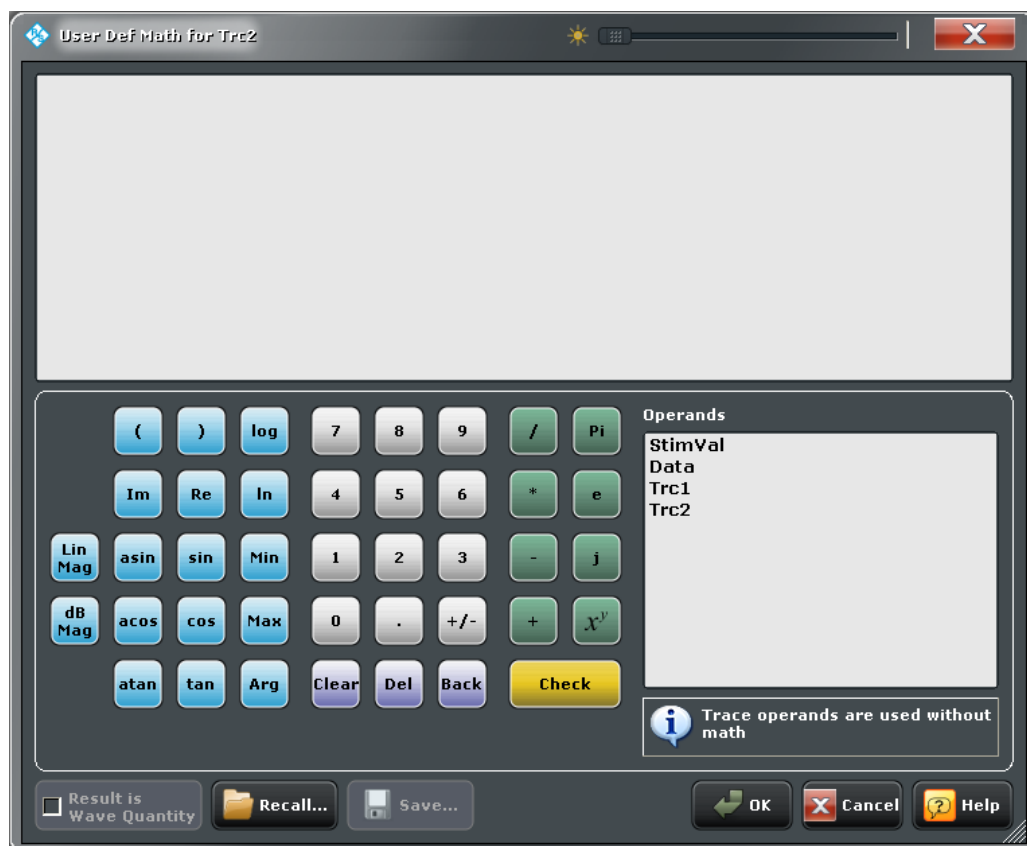 User Def Math for Trc2
( ) log 7 8 9 / Pi
Operands
StimVal
Data
Trc1
Trc2
Im Re ln 4 5 6 * e
Lin
Mag
asin sin Min 1 2 3 - j
dB
Mag
acos cos Max 0 . +/- + xʸ
atan tan Arg Clear Del Back Check
Trace operands are used without
math
Result is
Wave Quantity
Recall... Save... OK Cancel Help